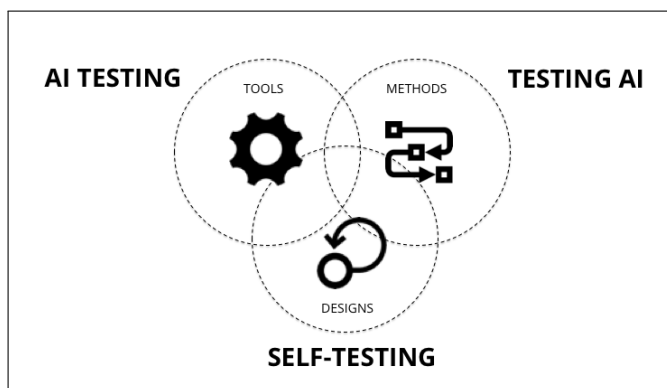 AI TESTING
TOOLS
METHODS
TESTING AI
DESIGNS
SELF-TESTING